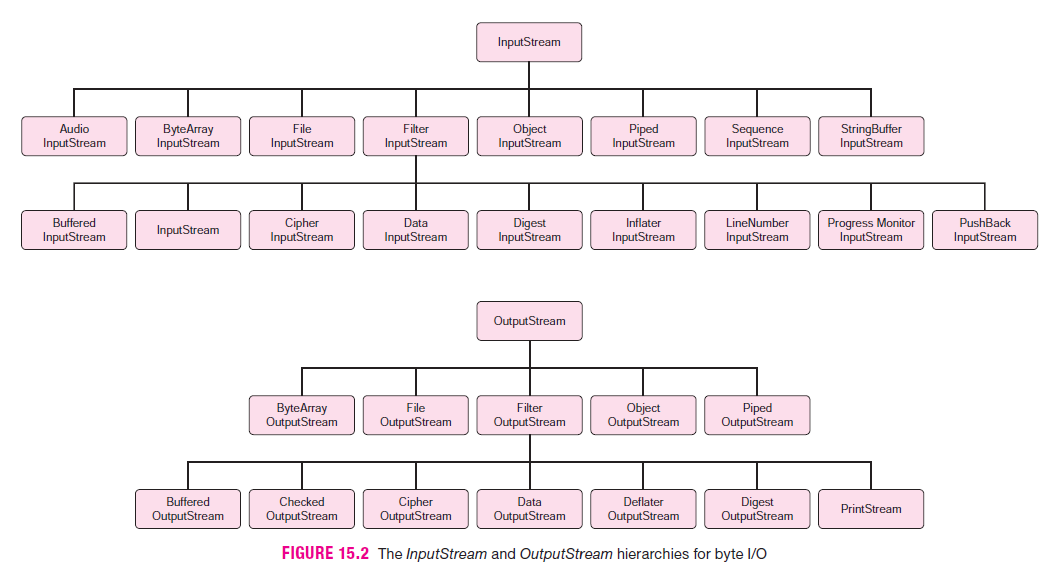 InputStream
Audio
InputStream
ByteArray
InputStream
File
InputStream
Filter
InputStream
Object
InputStream
Piped
InputStream
Sequence
InputStream
StringBuffer
InputStream
Buffered
InputStream
InputStream
Cipher
InputStream
Data
InputStream
Digest
InputStream
Inflater
InputStream
LineNumber
InputStream
Progress Monitor
InputStream
PushBack
InputStream
OutputStream
ByteArray
OutputStream
File
OutputStream
Filter
OutputStream
Object
OutputStream
Piped
OutputStream
Buffered
OutputStream
Checked
OutputStream
Cipher
OutputStream
Data
OutputStream
Deflater
OutputStream
Digest
OutputStream
PrintStream
FIGURE 15.2 The InputStream and OutputStream hierarchies for byte I/O